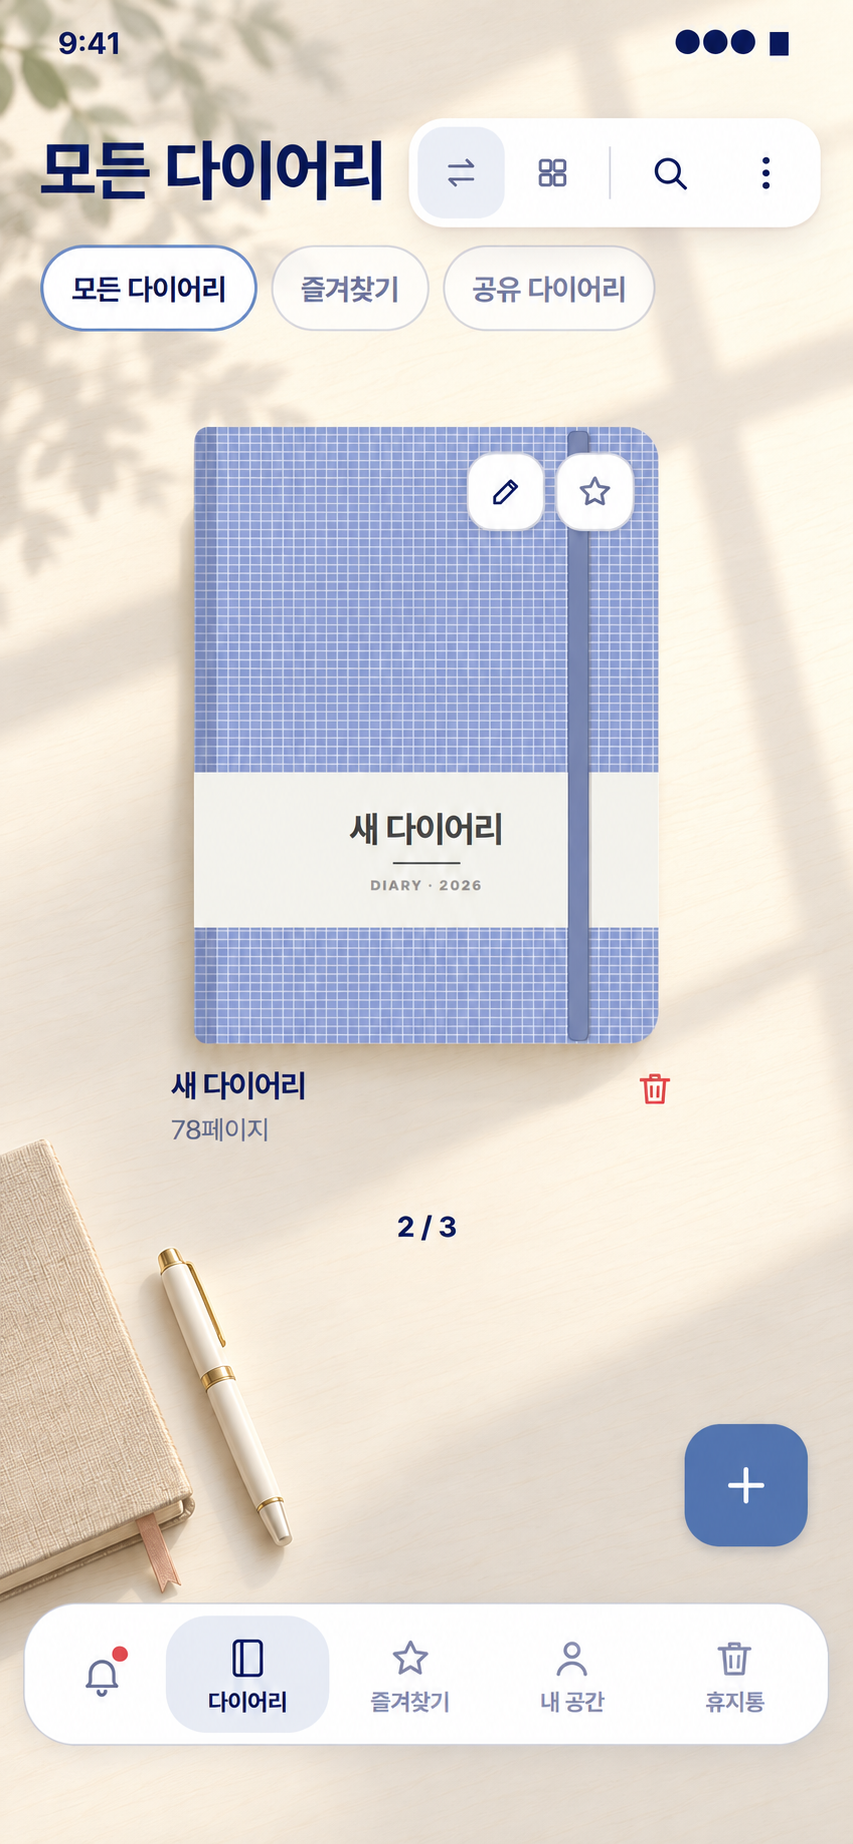 9:41
모든 다이어리
모든 다이어리 즐겨찾기 공유 다이어리
새 다이어리
DIARY · 2026
새 다이어리
78페이지
2 / 3
다이어리 즐겨찾기 내 공간 휴지통